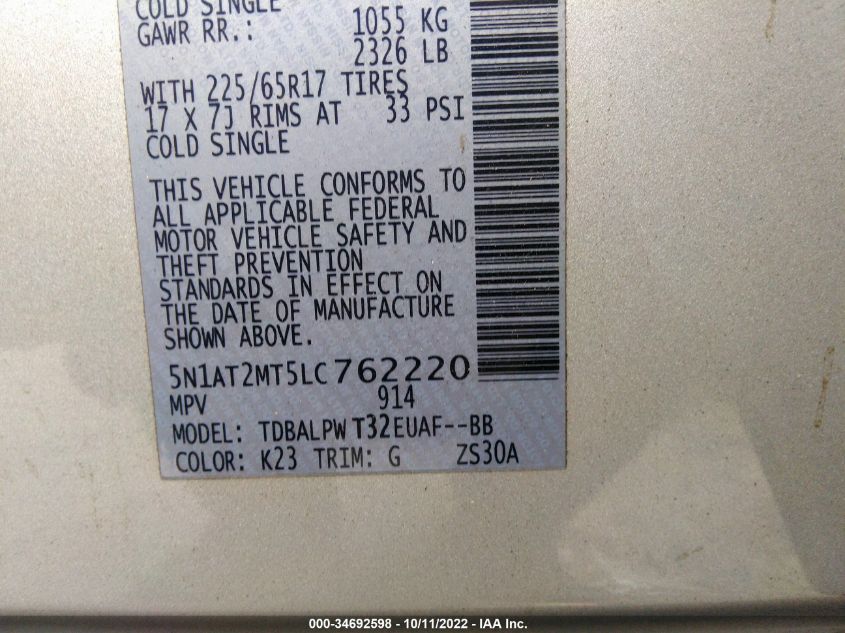 COLD SINGLE
GAWR RR.: 1055 KG
2326 LB
WITH 225/65R17 TIRES
17 X 7J RIMS AT 33 PSI
COLD SINGLE
THIS VEHICLE CONFORMS TO
ALL APPLICABLE FEDERAL
MOTOR VEHICLE SAFETY AND
THEFT PREVENTION
STANDARDS IN EFFECT ON
THE DATE OF MANUFACTURE
SHOWN ABOVE.
5N1AT2MT5LC762220
MPV 914
MODEL: TDBALPWT32EUAF--BB
COLOR: K23 TRIM: G ZS30A
000-34692598 - 10/11/2022 - IAA Inc.